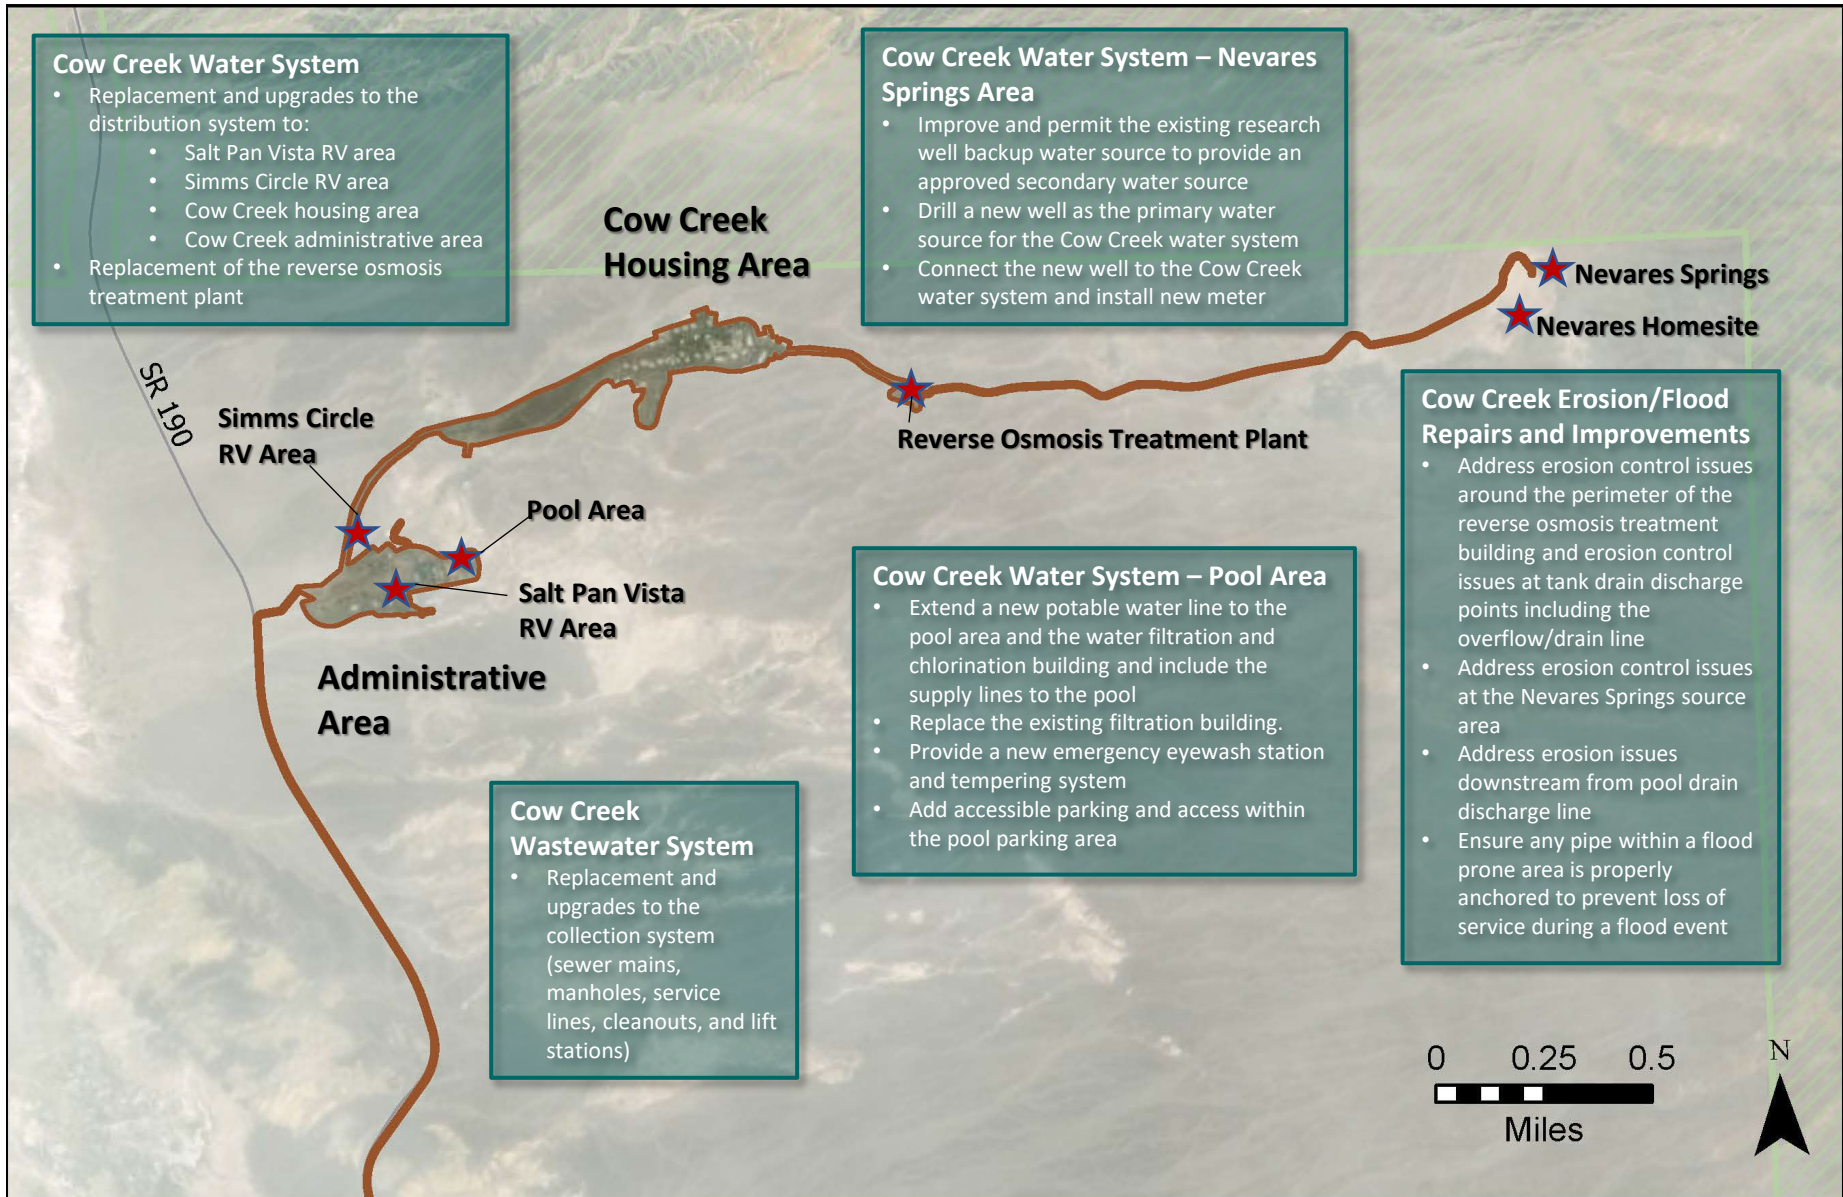 Cow Creek Water System
• Replacement and upgrades to the
distribution system to:
• Salt Pan Vista RV area
• Simms Circle RV area
• Cow Creek housing area
• Cow Creek administrative area
• Replacement of the reverse osmosis
treatment plant
Cow Creek Water System – Nevares
Springs Area
• Improve and permit the existing research
well backup water source to provide an
approved secondary water source
• Drill a new well as the primary water
source for the Cow Creek water system
• Connect the new well to the Cow Creek
water system and install new meter
Cow Creek
Housing Area
Nevares Springs
Nevares Homesite
SR 190
Simms Circle
RV Area
Reverse Osmosis Treatment Plant
Pool Area
Salt Pan Vista
RV Area
Administrative
Area
Cow Creek Erosion/Flood
Repairs and Improvements
• Address erosion control issues
around the perimeter of the
reverse osmosis treatment
building and erosion control
issues at tank drain discharge
points including the
overflow/drain line
• Address erosion control issues
at the Nevares Springs source
area
• Address erosion issues
downstream from pool drain
discharge line
• Ensure any pipe within a flood
prone area is properly
anchored to prevent loss of
service during a flood event
Cow Creek Water System – Pool Area
• Extend a new potable water line to the
pool area and the water filtration and
chlorination building and include the
supply lines to the pool
• Replace the existing filtration building.
• Provide a new emergency eyewash station
and tempering system
• Add accessible parking and access within
the pool parking area
Cow Creek
Wastewater System
• Replacement and
upgrades to the
collection system
(sewer mains,
manholes, service
lines, cleanouts, and lift
stations)
0 0.25 0.5
Miles
N